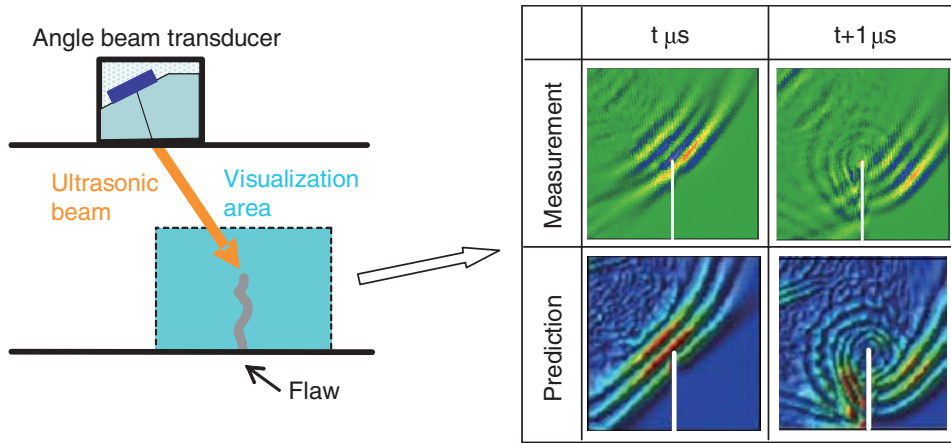 Angle beam transducer
Ultrasonic
beam
Visualization
area
Flaw
t μs
t+1 μs
Measurement
Prediction